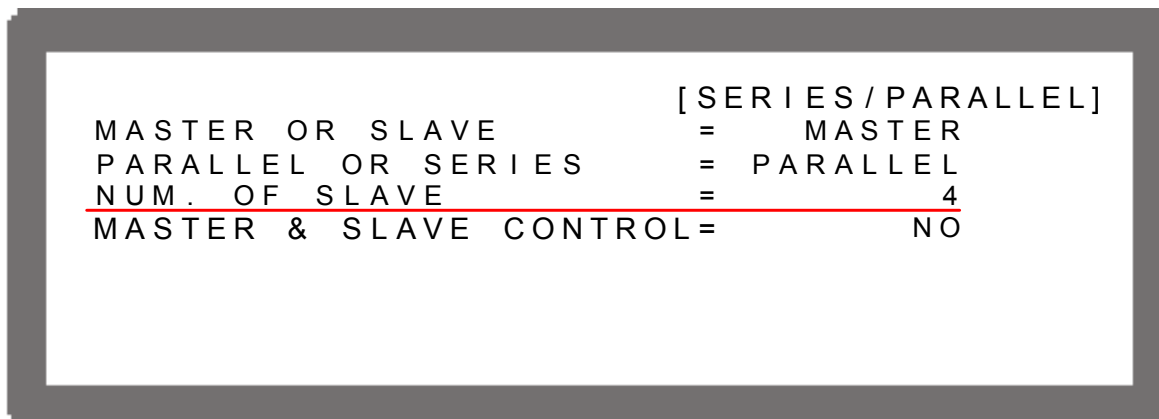 [SERIES/PARALLEL]
MASTER OR SLAVE = MASTER
PARALLEL OR SERIES = PARALLEL
NUM. OF SLAVE = 4
MASTER & SLAVE CONTROL= NO